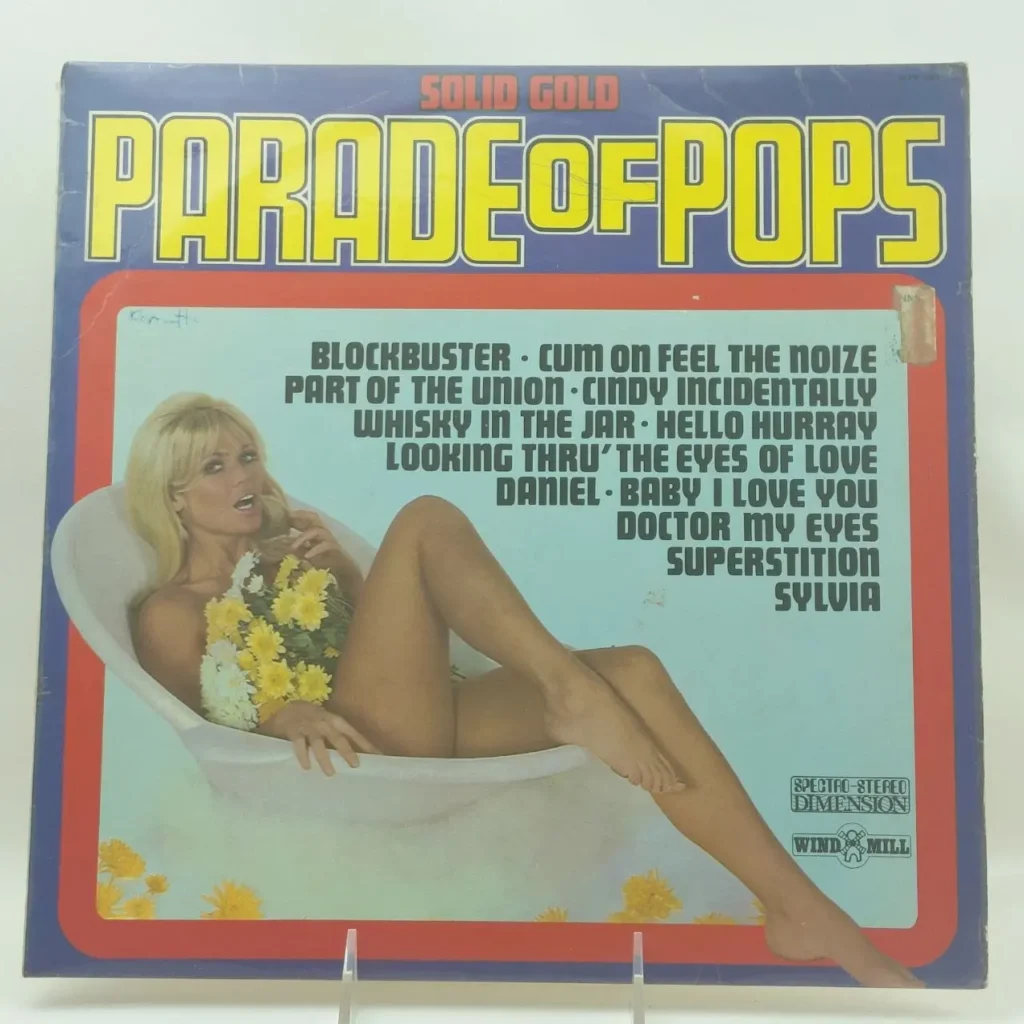 SOLID GOLD
PARADE OF POPS
BLOCKBUSTER · CUM ON FEEL THE NOIZE
PART OF THE UNION · CINDY INCIDENTALLY
WHISKY IN THE JAR · HELLO HURRAY
LOOKING THRU' THE EYES OF LOVE
DANIEL · BABY I LOVE YOU
DOCTOR MY EYES
SUPERSTITION
SYLVIA
SPECTRO-STEREO
DIMENSION
WIND MILL